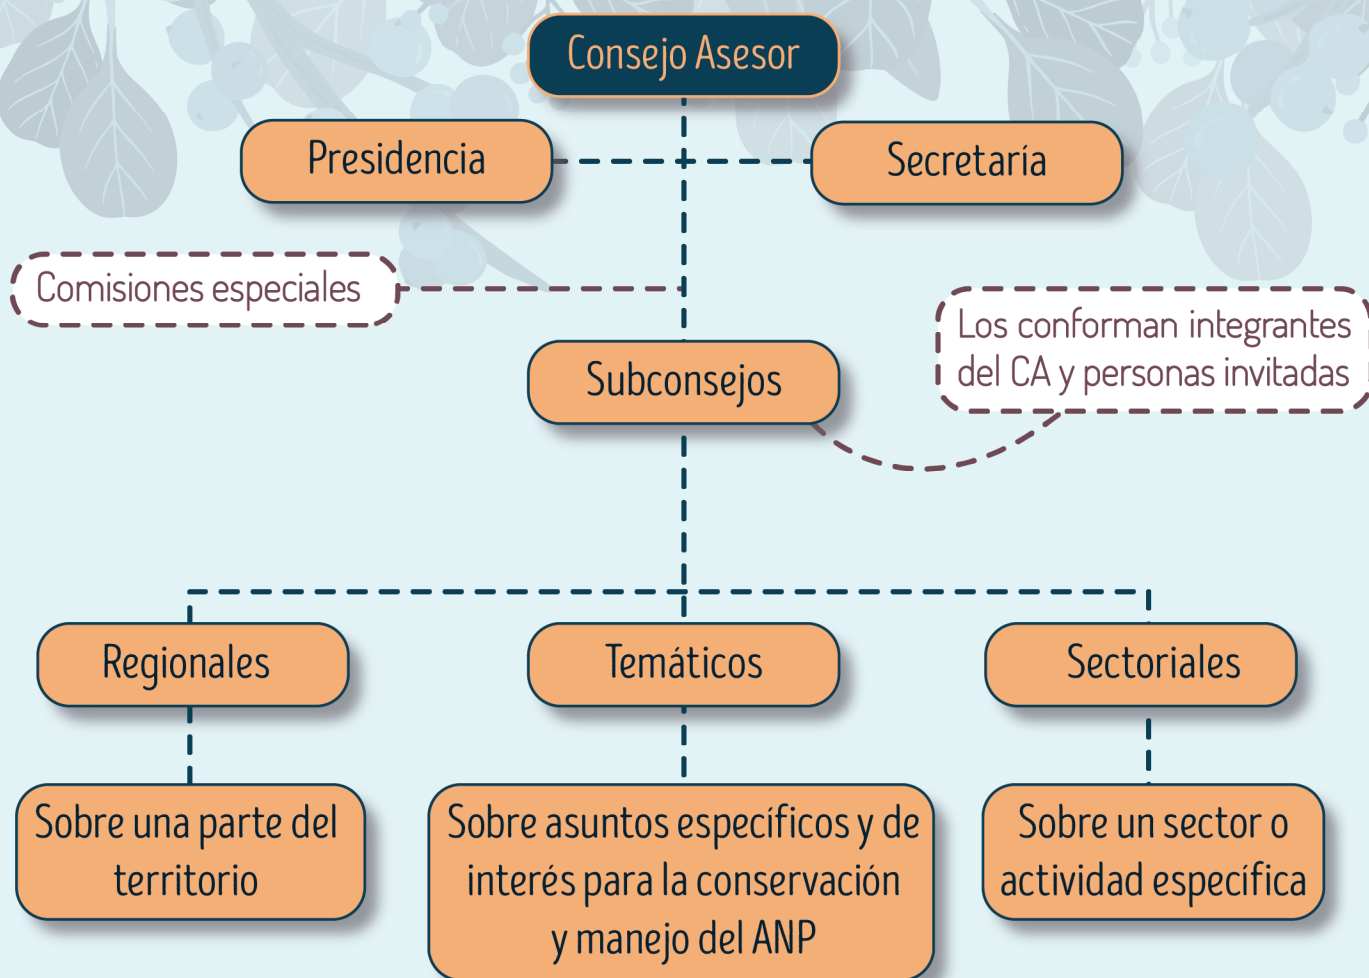 Consejo Asesor
Presidencia
Secretaría
Comisiones especiales
Los conforman integrantes
del CA y personas invitadas
Subconsejos
Regionales
Temáticos
Sectoriales
Sobre una parte del
territorio
Sobre asuntos específicos y de
interés para la conservación
y manejo del ANP
Sobre un sector o
actividad específica